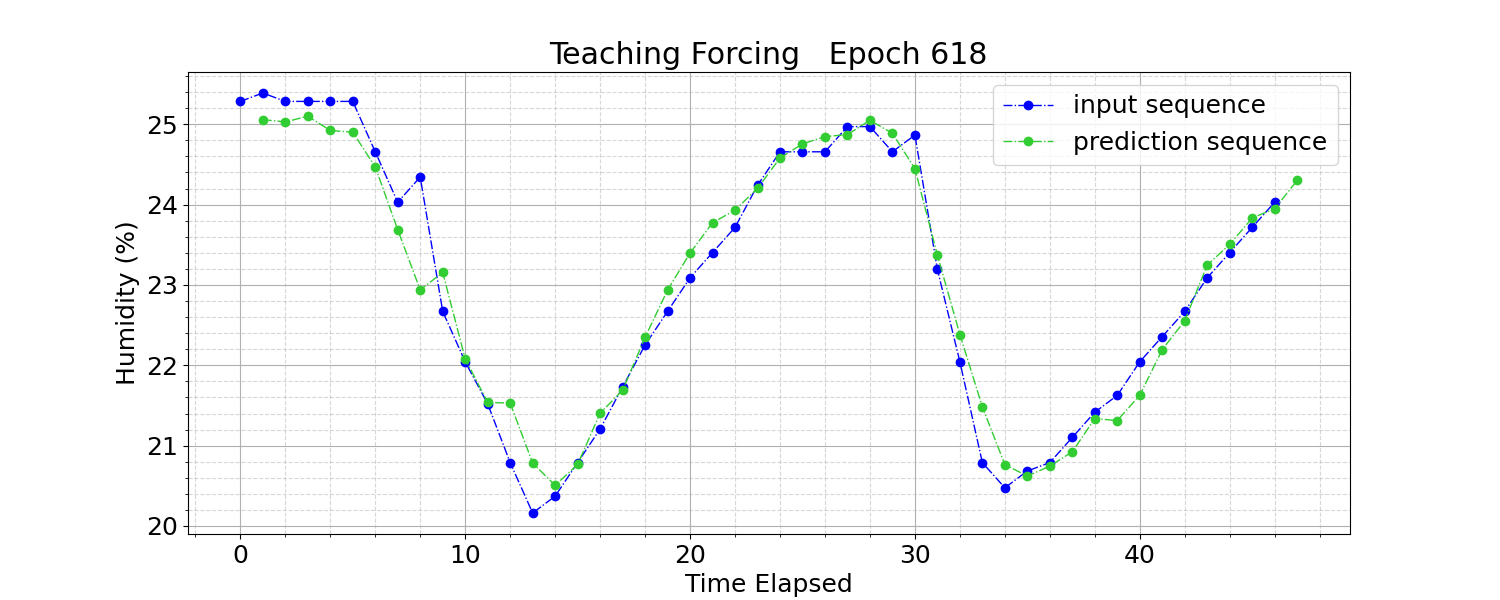 Teaching Forcing   Epoch 618
input sequence
prediction sequence
Humidity (%)
25
24
23
22
21
20
0 10 20 30 40
Time Elapsed